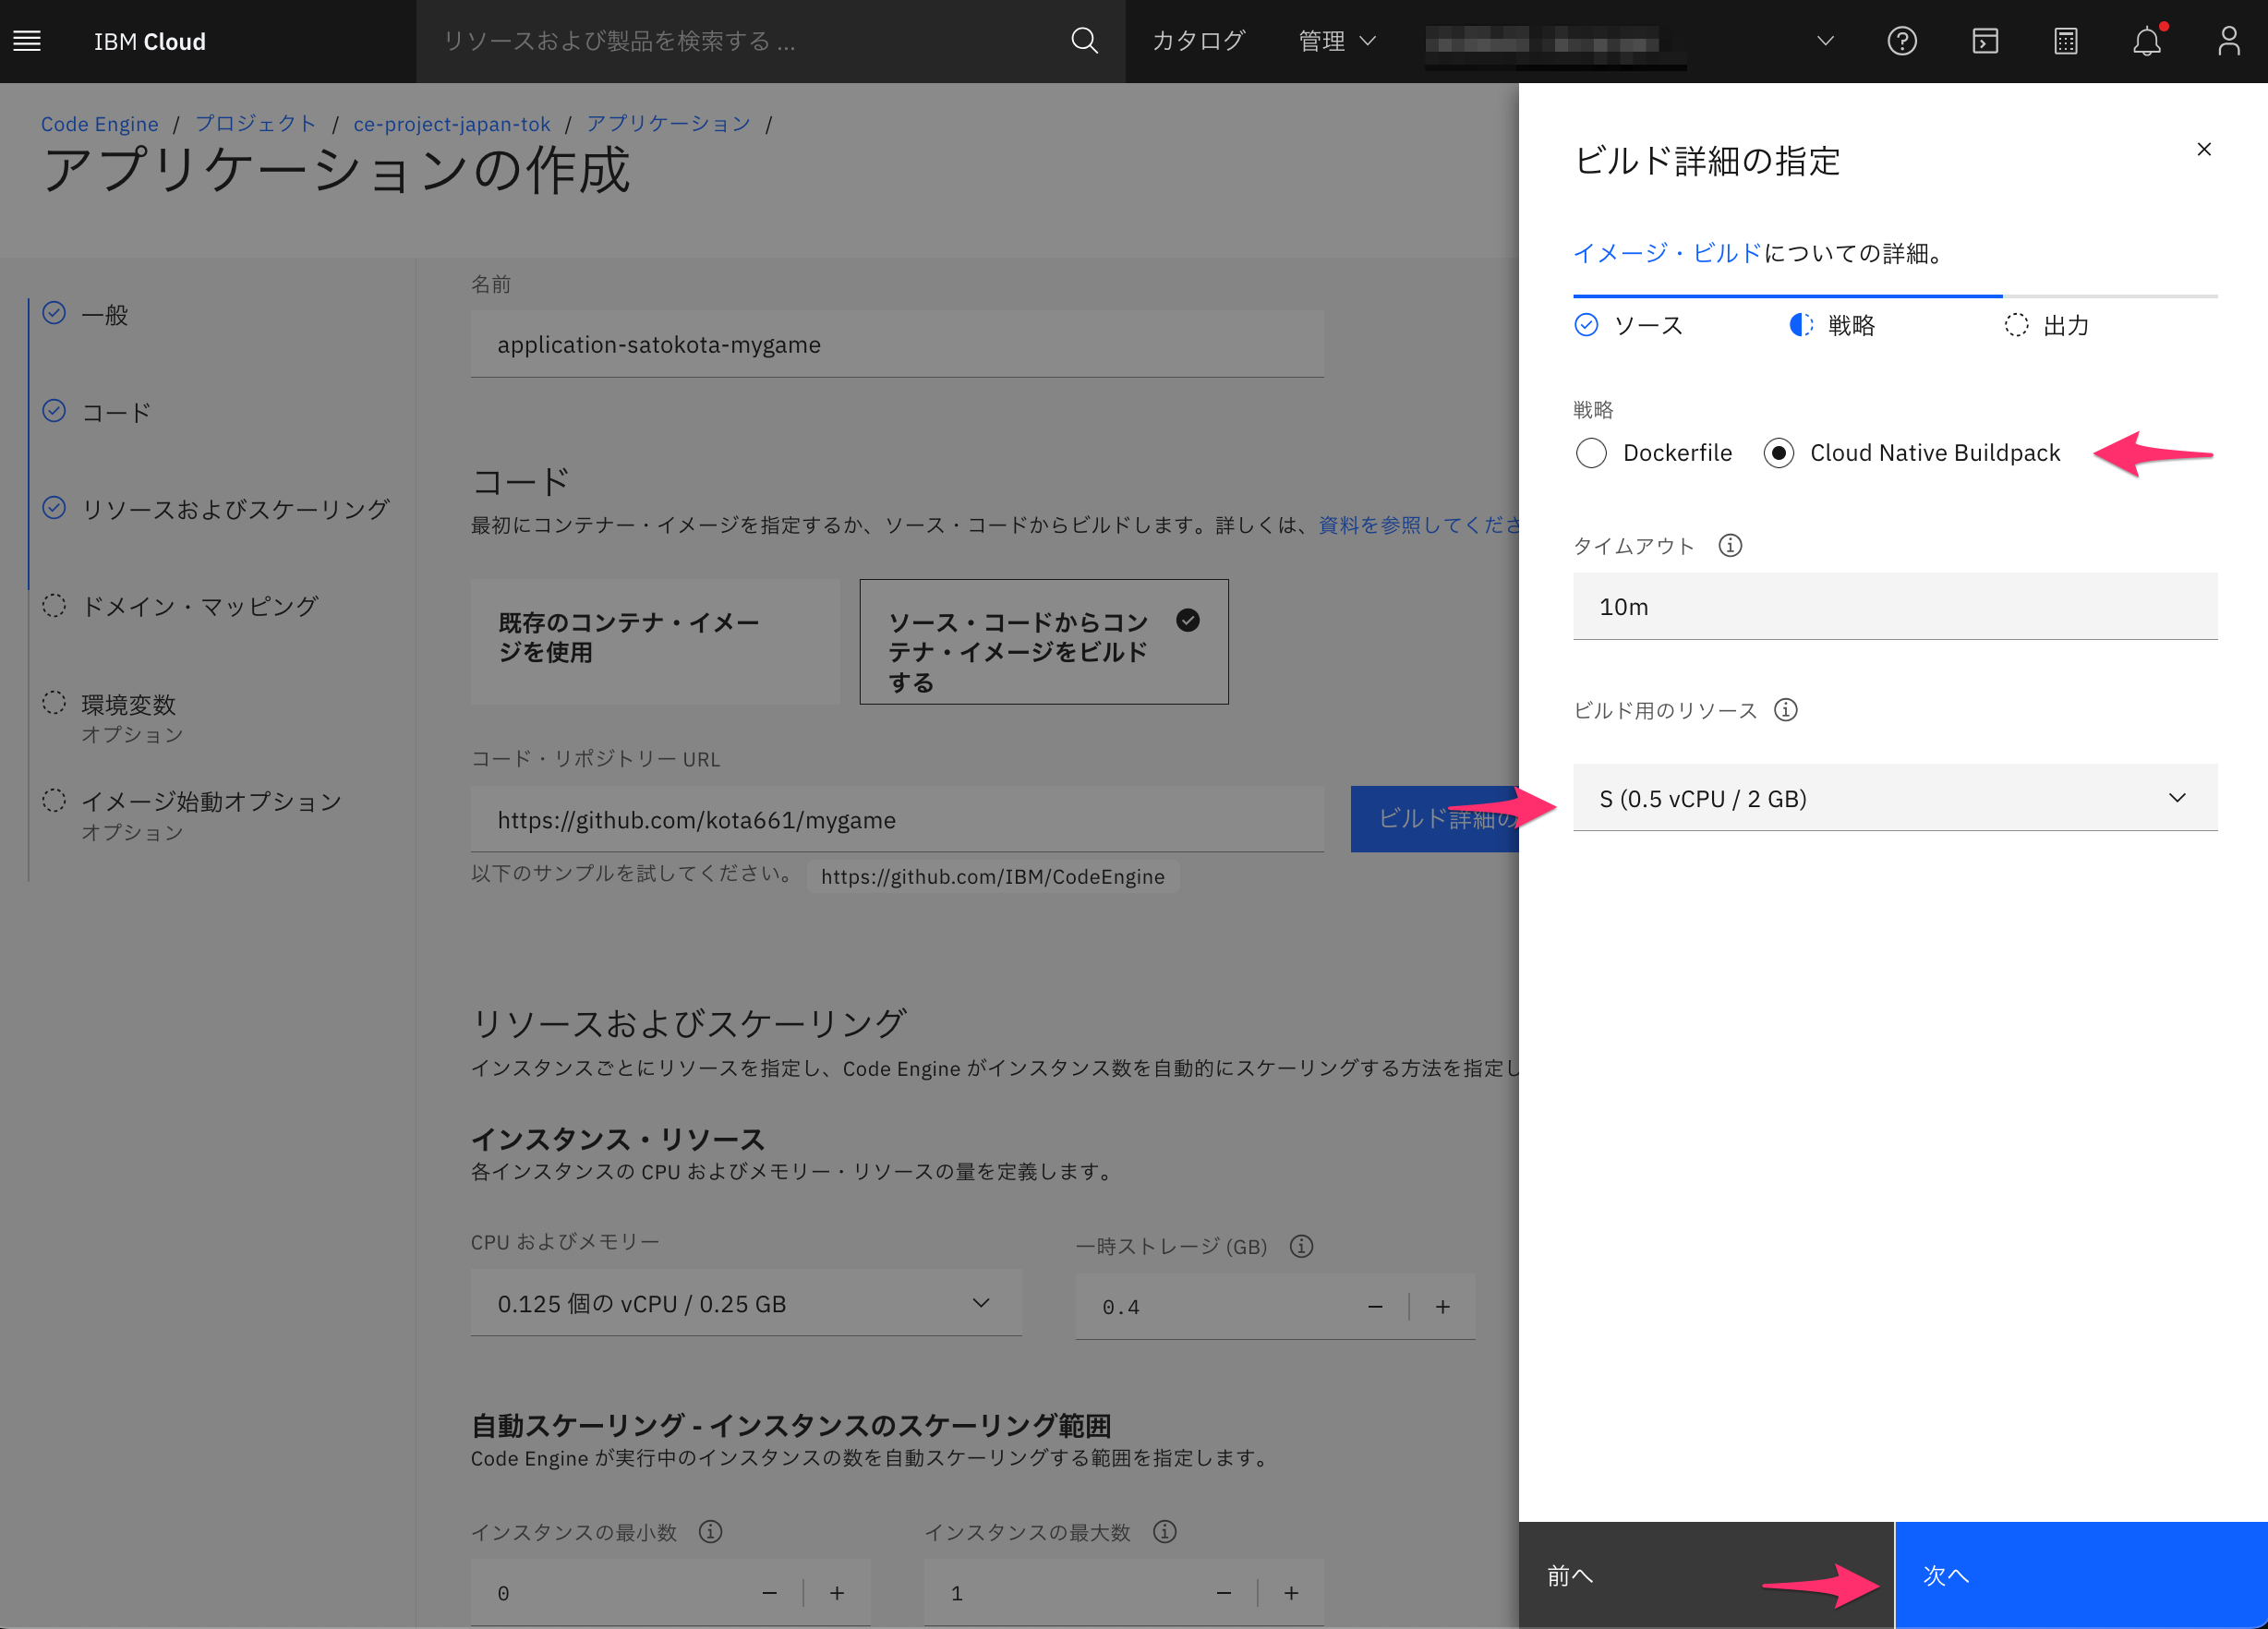 IBM Cloud
リソースおよび製品を検索する ...
カタログ
管理
Code Engine / プロジェクト / ce-project-japan-tok / アプリケーション /
アプリケーションの作成
一般
コード
リソースおよびスケーリング
ドメイン・マッピング
環境変数
オプション
イメージ始動オプション
オプション
名前
application-satokota-mygame
コード
最初にコンテナー・イメージを指定するか、ソース・コードからビルドします。詳しくは、資料を参照してくださ
既存のコンテナ・イメー
ジを使用
ソース・コードからコン
テナ・イメージをビルド
する
コード・リポジトリー URL
https://github.com/kota661/mygame
ビルド詳細の
以下のサンプルを試してください。 https://github.com/IBM/CodeEngine
リソースおよびスケーリング
インスタンスごとにリソースを指定し、Code Engine がインスタンス数を自動的にスケーリングする方法を指定し
インスタンス・リソース
各インスタンスの CPU およびメモリー・リソースの量を定義します。
CPU およびメモリー
0.125 個の vCPU / 0.25 GB
一時ストレージ (GB)
0.4
自動スケーリング - インスタンスのスケーリング範囲
Code Engine が実行中のインスタンスの数を自動スケーリングする範囲を指定します。
インスタンスの最小数
0
インスタンスの最大数
1
ビルド詳細の指定
イメージ・ビルドについての詳細。
ソース
戦略
出力
戦略
Dockerfile
Cloud Native Buildpack
タイムアウト
10m
ビルド用のリソース
S (0.5 vCPU / 2 GB)
前へ
次へ